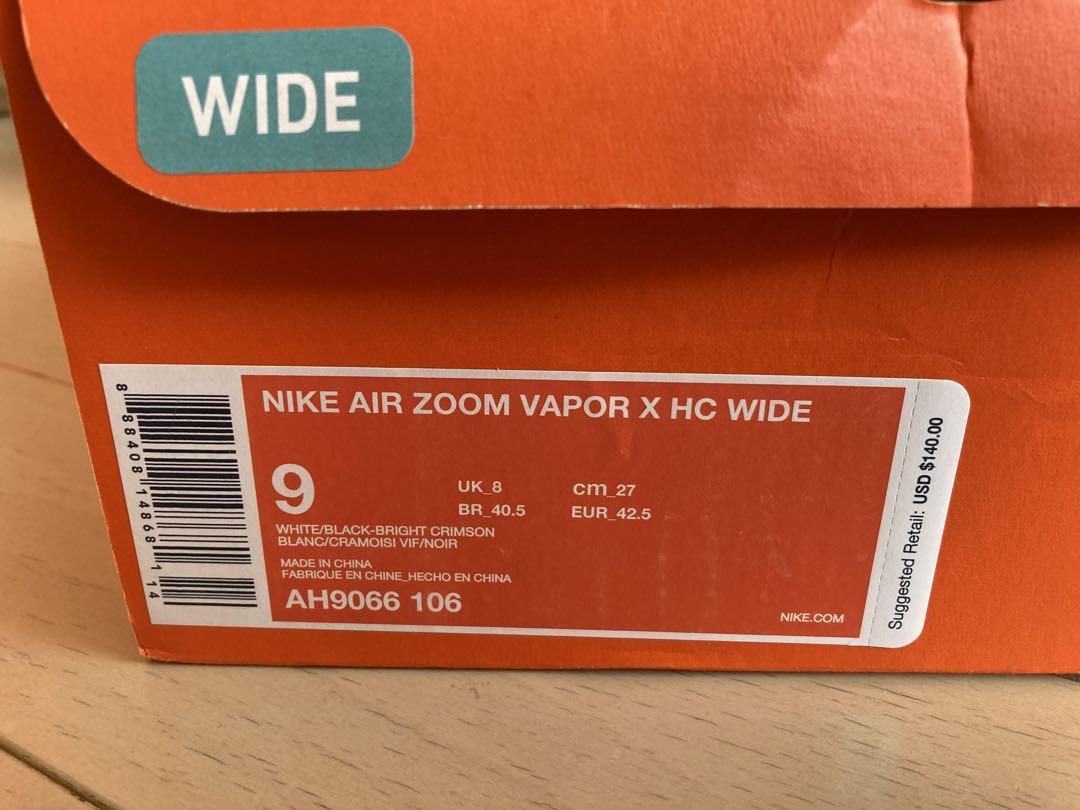 WIDE
NIKE AIR ZOOM VAPOR X HC WIDE
9
UK_8 cm_27
BR_40.5 EUR_42.5
WHITE/BLACK-BRIGHT CRIMSON
BLANC/CRAMOISI VIF/NOIR
MADE IN CHINA
FABRIQUE EN CHINE_HECHO EN CHINA
AH9066 106
NIKE.COM
8 88408 14868 1 14
Suggested Retail: USD $140.00